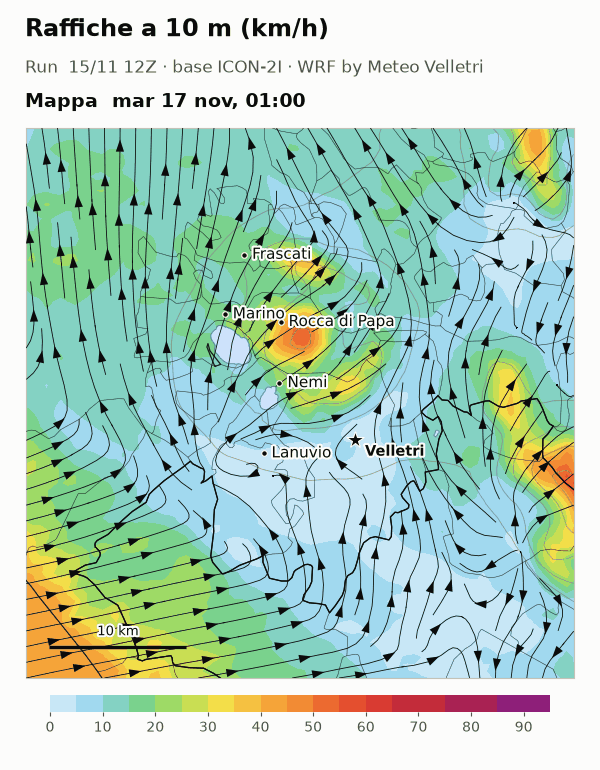 Raffiche a 10 m (km/h)
Run  15/11 12Z · base ICON-2I · WRF by Meteo Velletri
Mappa  mar 17 nov, 01:00
Frascati
Marino
Rocca di Papa
Nemi
Lanuvio
Velletri
10 km
0 10 20 30 40 50 60 70 80 90